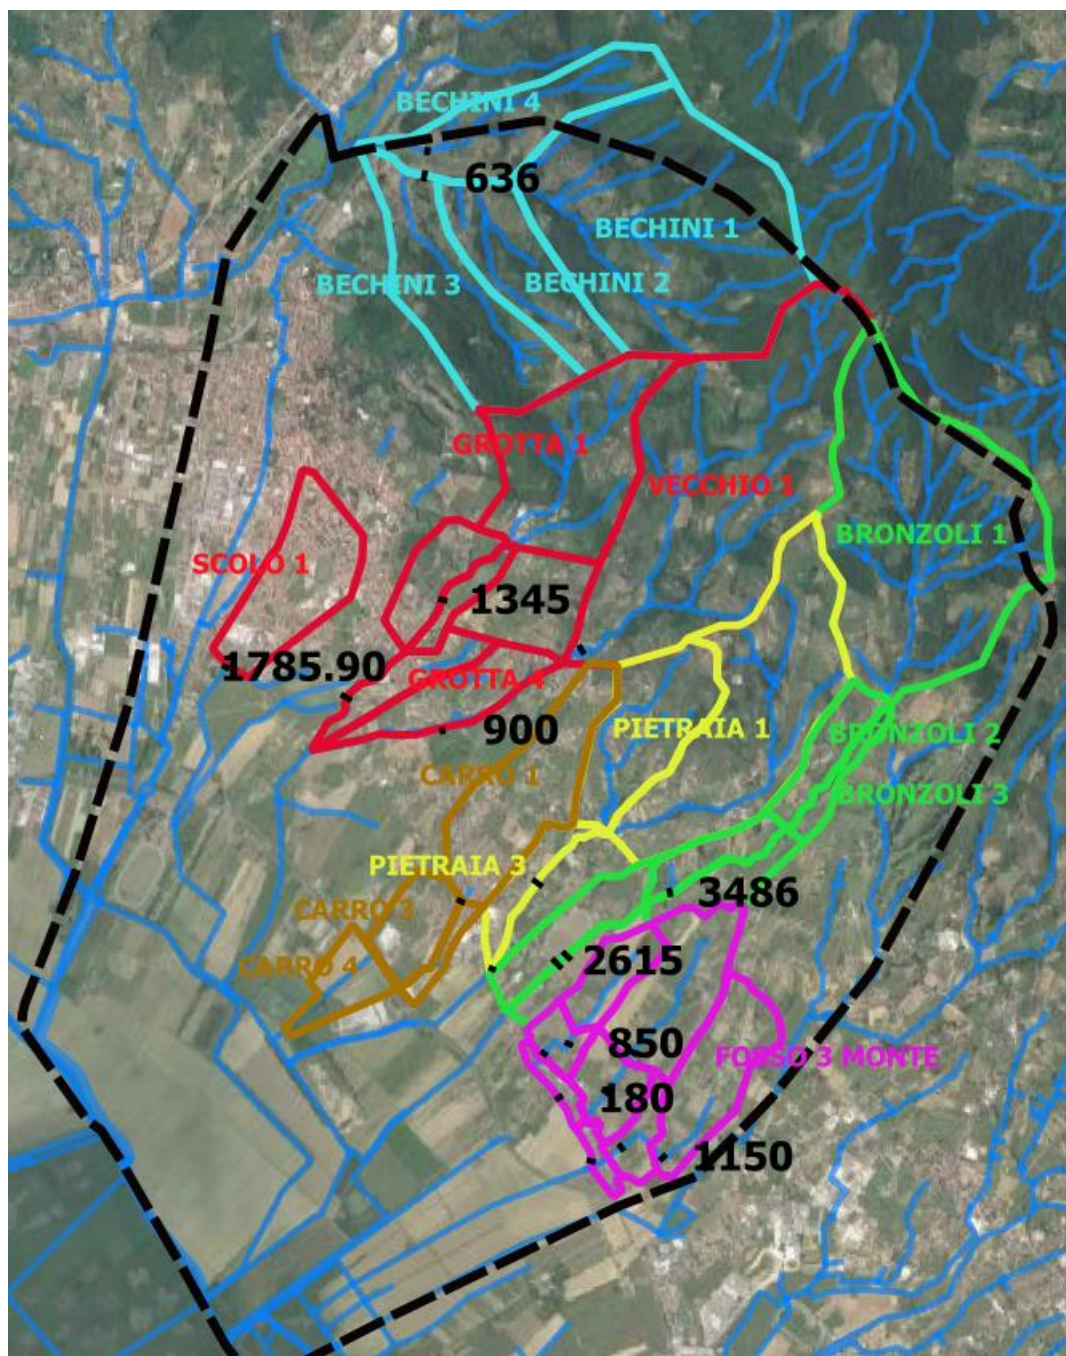 BECHINI 4
636
BECHINI 1
BECHINI 3
BECHINI 2
GROTTA 1
VECCHIO 1
BRONZOLI 1
SCOLO 1
1345
1785.90
GROTTA 4
900
PIETRAIA 1
BRONZOLI 2
CARRO 1
BRONZOLI 3
PIETRAIA 3
3486
CARRO 3
2615
CARRO 4
850
FOSSO 3 MONTE
180
1150